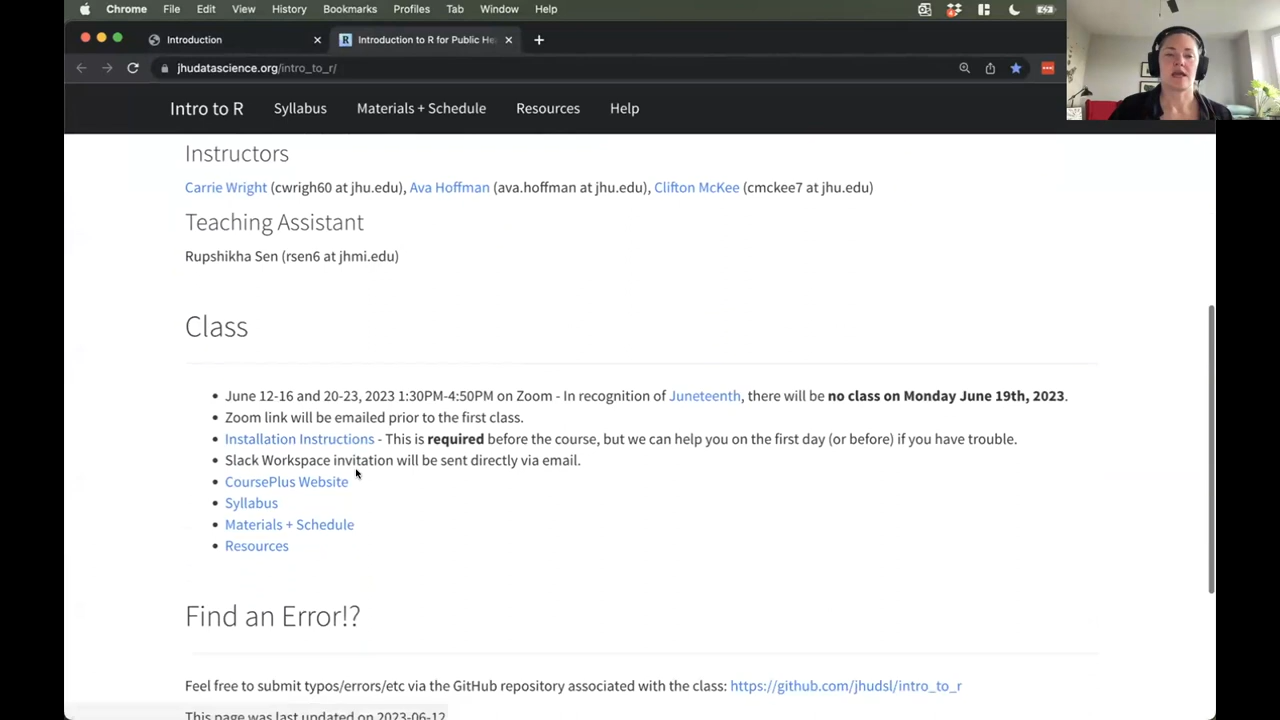 Chrome File Edit View History Bookmarks Profiles Tab Window Help
Introduction
Introduction to R for Public He
jhudatascience.org/intro_to_r/
Intro to R Syllabus Materials + Schedule Resources Help
Instructors
Carrie Wright (cwrigh60 at jhu.edu), Ava Hoffman (ava.hoffman at jhu.edu), Clifton McKee (cmckee7 at jhu.edu)
Teaching Assistant
Rupshikha Sen (rsen6 at jhmi.edu)
Class
• June 12-16 and 20-23, 2023 1:30PM-4:50PM on Zoom - In recognition of Juneteenth, there will be no class on Monday June 19th, 2023.
• Zoom link will be emailed prior to the first class.
• Installation Instructions - This is required before the course, but we can help you on the first day (or before) if you have trouble.
• Slack Workspace invitation will be sent directly via email.
• CoursePlus Website
• Syllabus
• Materials + Schedule
• Resources
Find an Error!?
Feel free to submit typos/errors/etc via the GitHub repository associated with the class: https://github.com/jhudsl/intro_to_r
This page was last updated on 2023-06-12